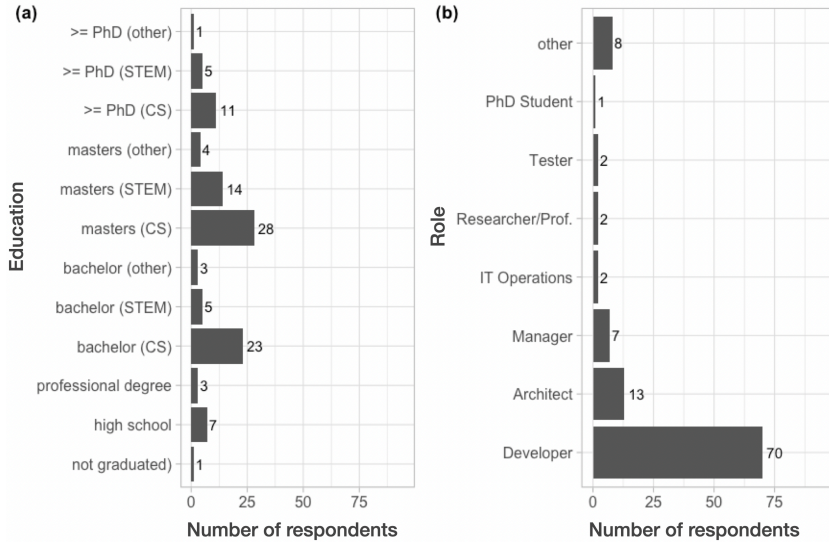 (a)
Education
>= PhD (other) 1
>= PhD (STEM) 5
>= PhD (CS) 11
masters (other) 4
masters (STEM) 14
masters (CS) 28
bachelor (other) 3
bachelor (STEM) 5
bachelor (CS) 23
professional degree 3
high school 7
not graduated) 1
0 25 50 75
Number of respondents
(b)
Role
other 8
PhD Student 1
Tester 2
Researcher/Prof. 2
IT Operations 2
Manager 7
Architect 13
Developer 70
0 25 50 75
Number of respondents